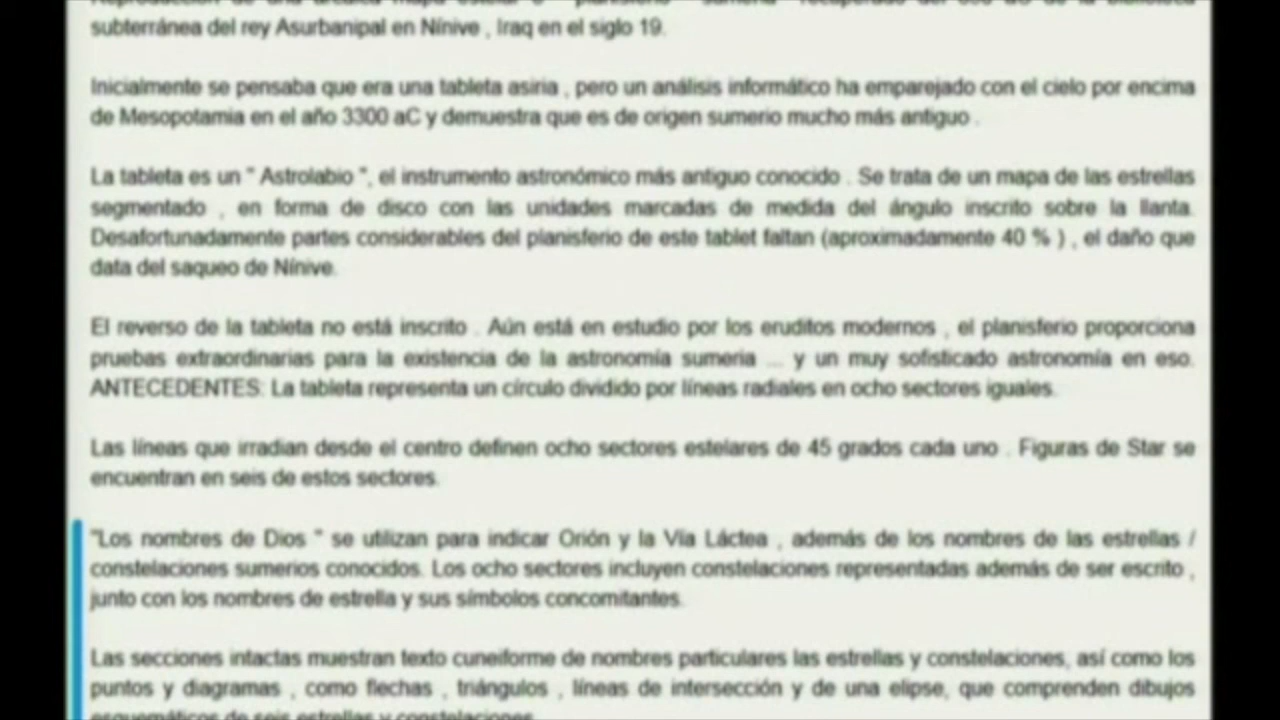 subterránea del rey Asurbanipal en Nínive , Iraq en el siglo 19.
Inicialmente se pensaba que era una tableta asiria , pero un análisis informático ha emparejado con el cielo por encima
de Mesopotamia en el año 3300 aC y demuestra que es de origen sumerio mucho más antiguo .
La tableta es un " Astrolabio ", el instrumento astronómico más antiguo conocido . Se trata de un mapa de las estrellas
segmentado , en forma de disco con las unidades marcadas de medida del ángulo inscrito sobre la llanta.
Desafortunadamente partes considerables del planisferio de este tablet faltan (aproximadamente 40 % ) , el daño que
data del saqueo de Nínive.
El reverso de la tableta no está inscrito . Aún está en estudio por los eruditos modernos , el planisferio proporciona
pruebas extraordinarias para la existencia de la astronomía sumeria ... y un muy sofisticado astronomía en eso.
ANTECEDENTES: La tableta representa un círculo dividido por líneas radiales en ocho sectores iguales.
Las líneas que irradian desde el centro definen ocho sectores estelares de 45 grados cada uno . Figuras de Star se
encuentran en seis de estos sectores.
"Los nombres de Dios " se utilizan para indicar Orión y la Vía Láctea , además de los nombres de las estrellas /
constelaciones sumerios conocidos. Los ocho sectores incluyen constelaciones representadas además de ser escrito ,
junto con los nombres de estrella y sus símbolos concomitantes.
Las secciones intactas muestran texto cuneiforme de nombres particulares las estrellas y constelaciones, así como los
puntos y diagramas , como flechas , triángulos , líneas de intersección y de una elipse, que comprenden dibujos
esquemáticos de seis estrellas y constelaciones.